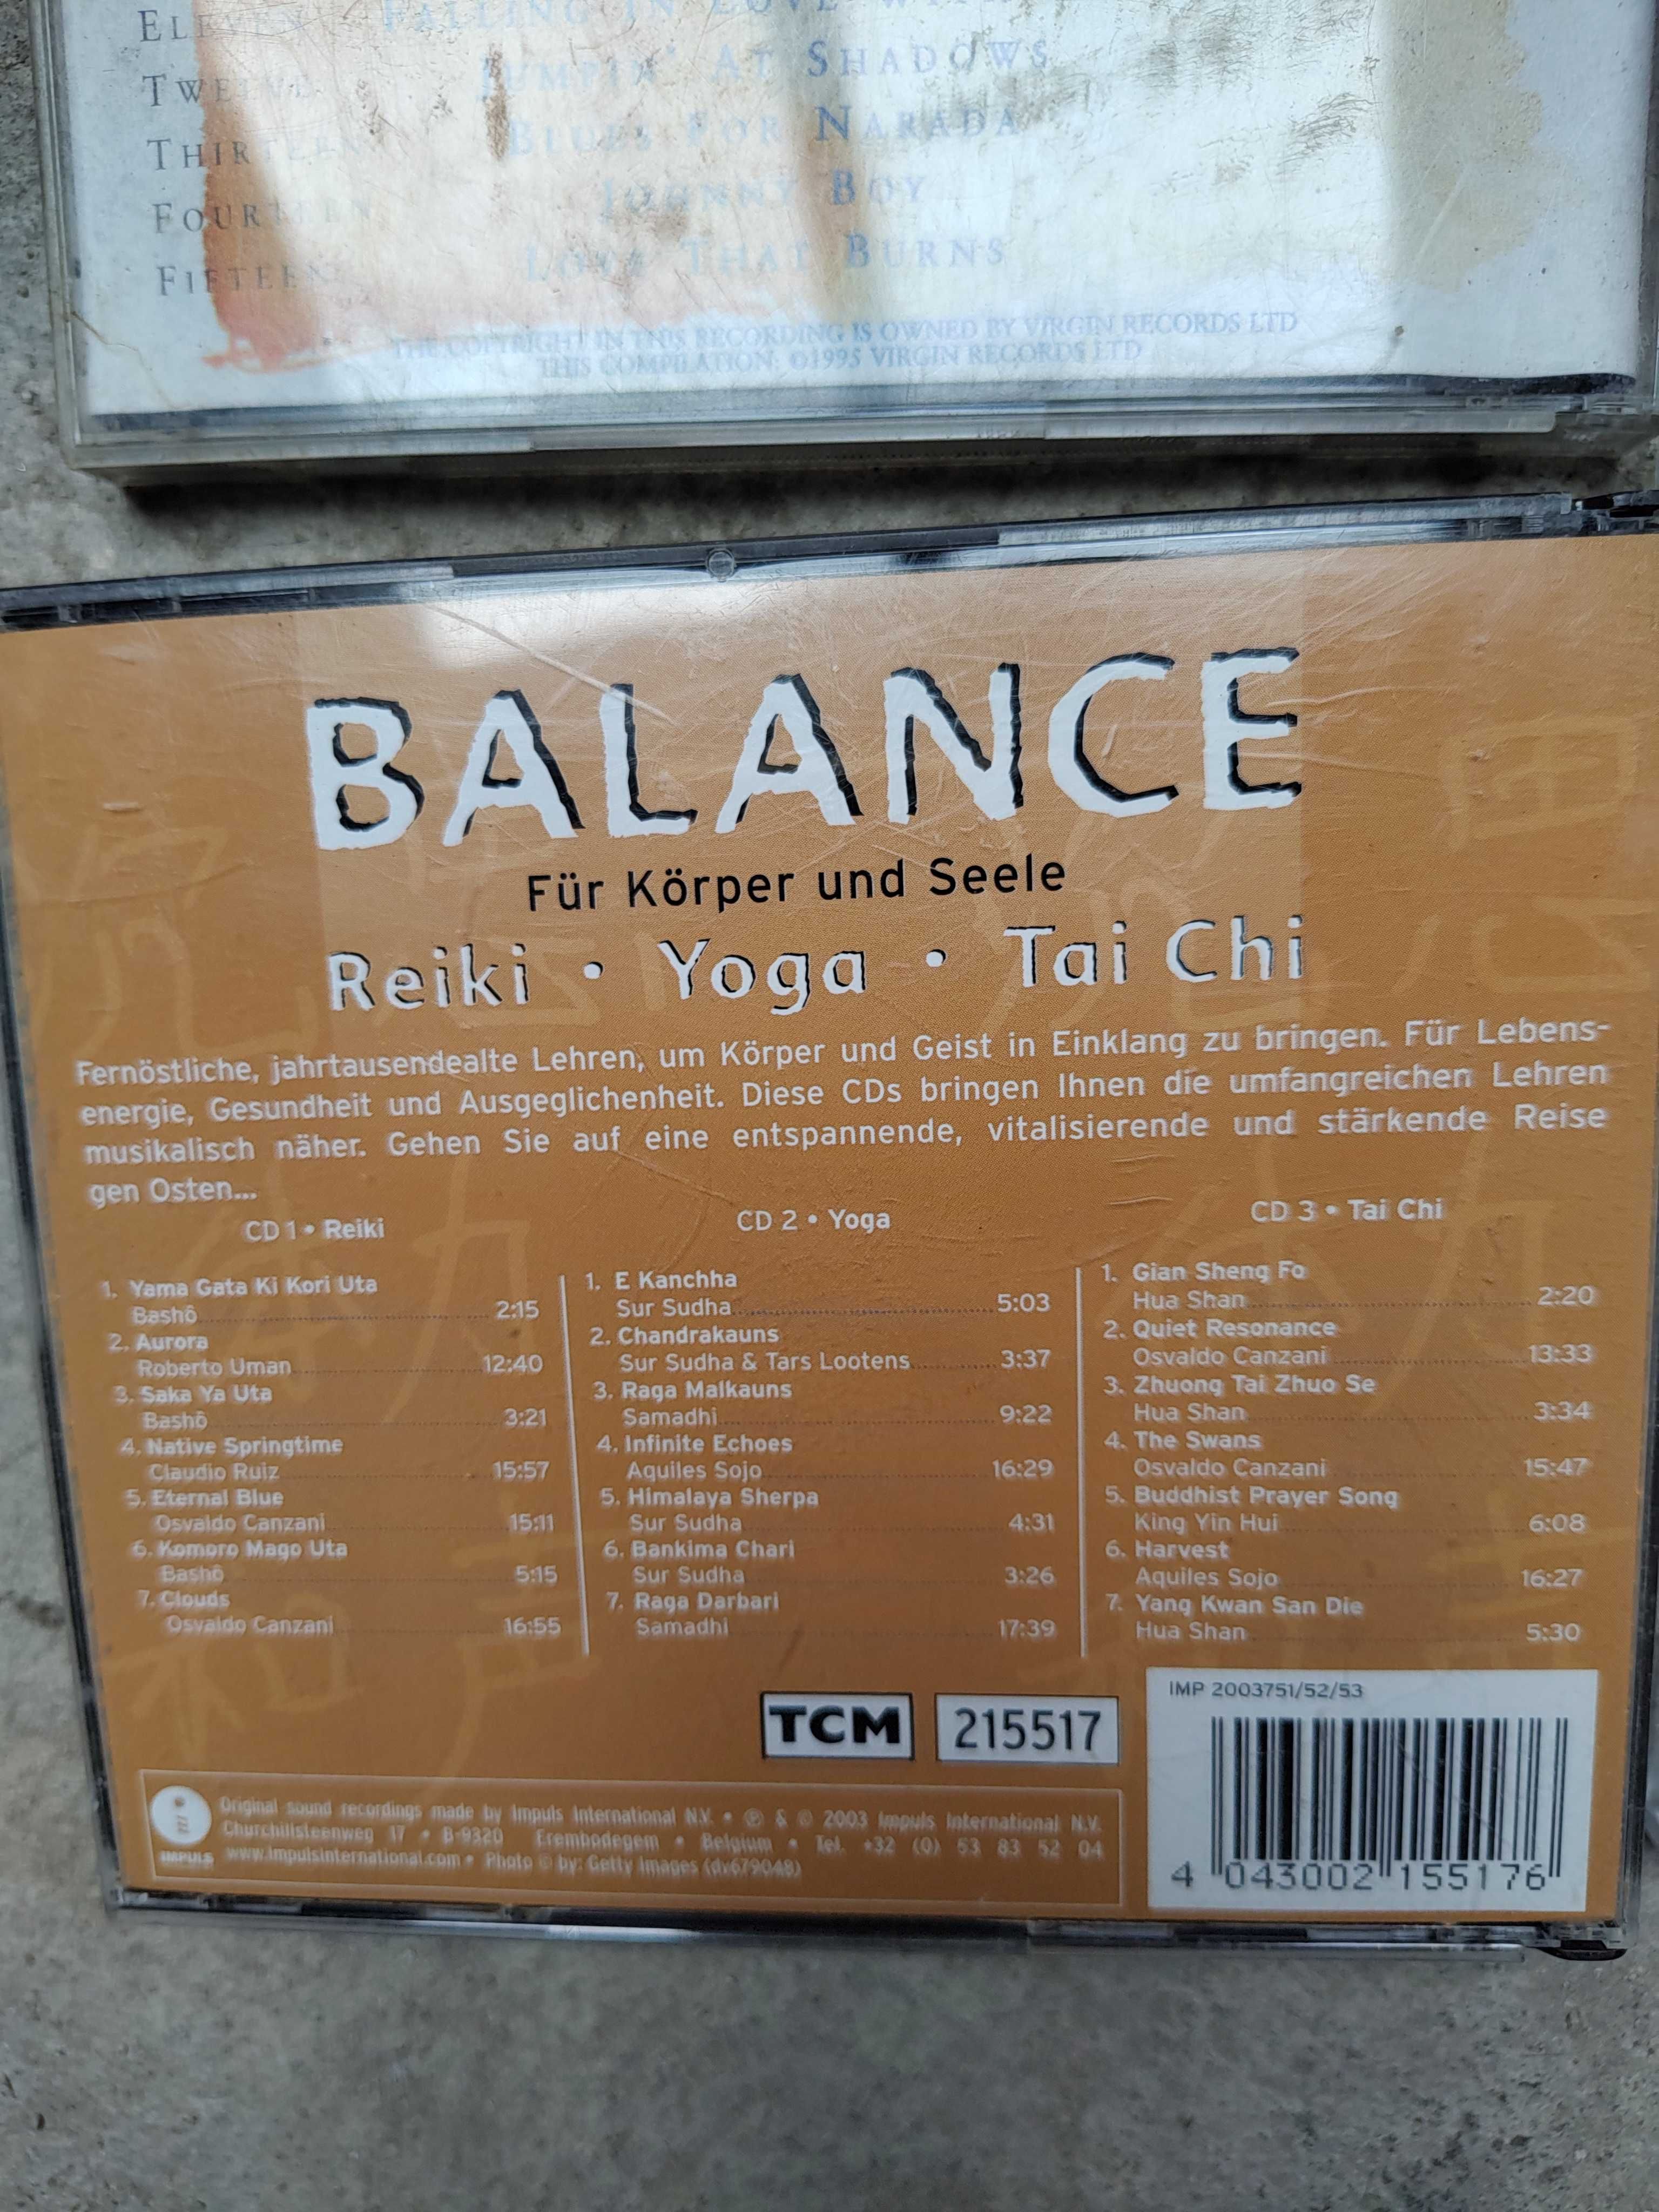 ELEVEN FALLING IN LOVE
TWELVE JUMPIN' AT SHADOWS
THIRTEEN BLUES FOR NARADA
FOURTEEN JOHNNY BOY
FIFTEEN LOVE THAT BURNS
THE COPYRIGHT IN THIS RECORDING IS OWNED BY VIRGIN RECORDS LTD
THIS COMPILATION: ©1995 VIRGIN RECORDS LTD
BALANCE
Für Körper und Seele
Reiki · Yoga · Tai Chi
Fernöstliche, jahrtausendealte Lehren, um Körper und Geist in Einklang zu bringen. Für Lebens-
energie, Gesundheit und Ausgeglichenheit. Diese CDs bringen Ihnen die umfangreichen Lehren
musikalisch näher. Gehen Sie auf eine entspannende, vitalisierende und stärkende Reise
gen Osten...
CD 1 • Reiki
1. Yama Gata Ki Kori Uta
Bashô 2:15
2. Aurora
Roberto Uman 12:40
3. Saka Ya Uta
Bashô 3:21
4. Native Springtime
Claudio Ruiz 15:57
5. Eternal Blue
Osvaldo Canzani 15:11
6. Komoro Mago Uta
Bashô 5:15
7. Clouds
Osvaldo Canzani 16:55
CD 2 • Yoga
1. E Kanchha
Sur Sudha 5:03
2. Chandrakauns
Sur Sudha & Tars Lootens 3:37
3. Raga Malkauns
Samadhi 9:22
4. Infinite Echoes
Aquiles Sojo 16:29
5. Himalaya Sherpa
Sur Sudha 4:31
6. Bankima Chari
Sur Sudha 3:26
7. Raga Darbari
Samadhi 17:39
CD 3 • Tai Chi
1. Gian Sheng Fo
Hua Shan 2:20
2. Quiet Resonance
Osvaldo Canzani 13:33
3. Zhuong Tai Zhuo Se
Hua Shan 3:34
4. The Swans
Osvaldo Canzani 15:47
5. Buddhist Prayer Song
King Yin Hui 6:08
6. Harvest
Aquiles Sojo 16:27
7. Yang Kwan San Die
Hua Shan 5:30
TCM 215517
IMP 2003751/52/53
4 043002 155176
IMPULS
Original sound recordings made by Impuls International N.V. • ℗ & © 2003 Impuls International N.V.
Churchillsteenweg 17 • B-9320 Erembodegem • Belgium • Tel. +32 (0) 53 83 52 04
www.impulsinternational.com • Photo © by: Getty Images (dv679048)